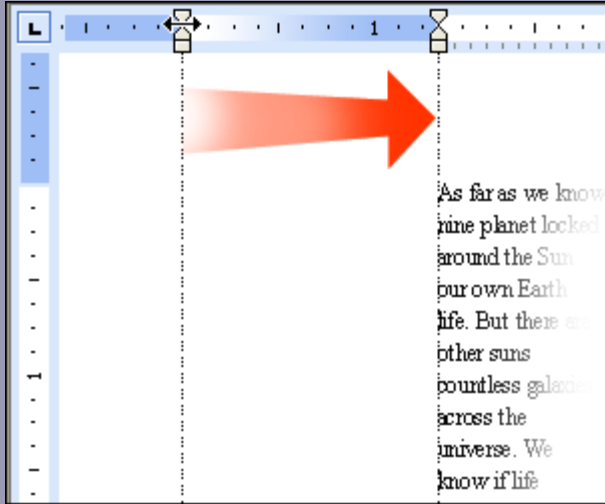 1
As far as we know
nine planet locked
around the Sun
our own Earth
life. But there are
other suns
countless galaxies
across the
universe. We
know if life
1